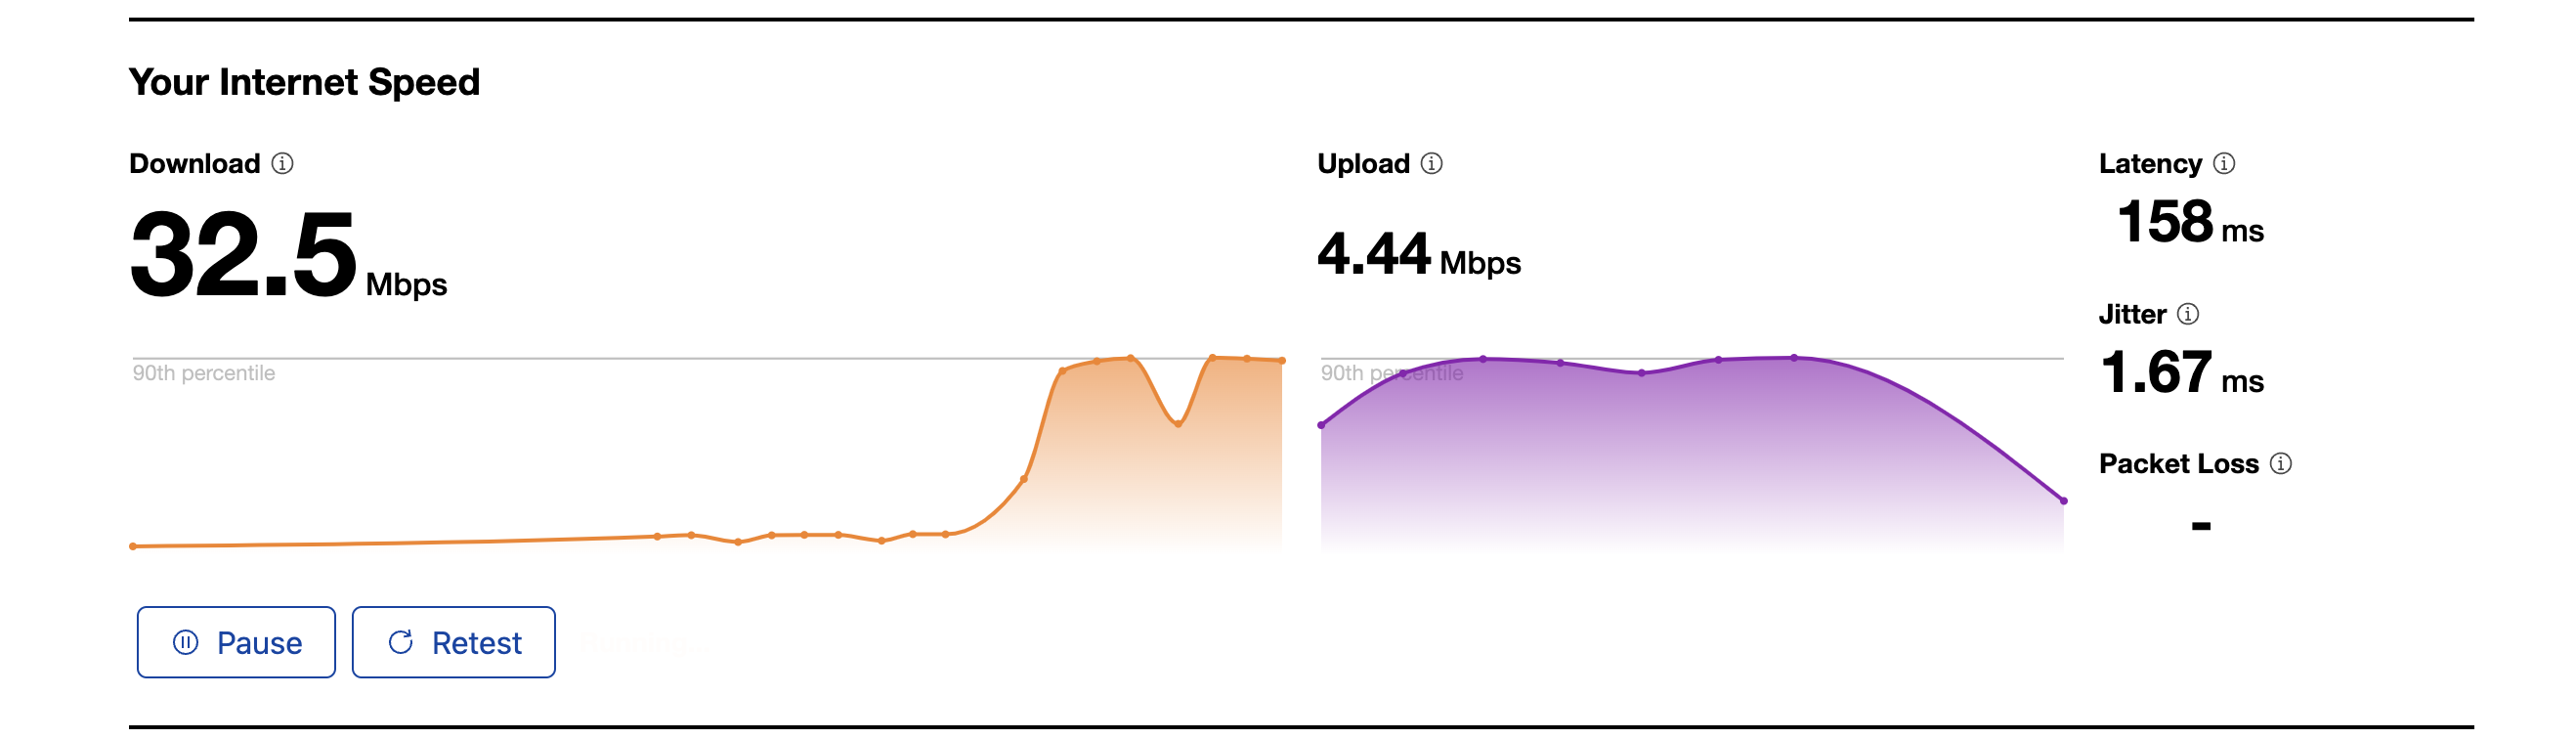 Your Internet Speed
Download
32.5 Mbps
90th percentile
Upload
4.44 Mbps
90th percentile
Latency
158 ms
Jitter
1.67 ms
Packet Loss
-
Pause
Retest
Running...